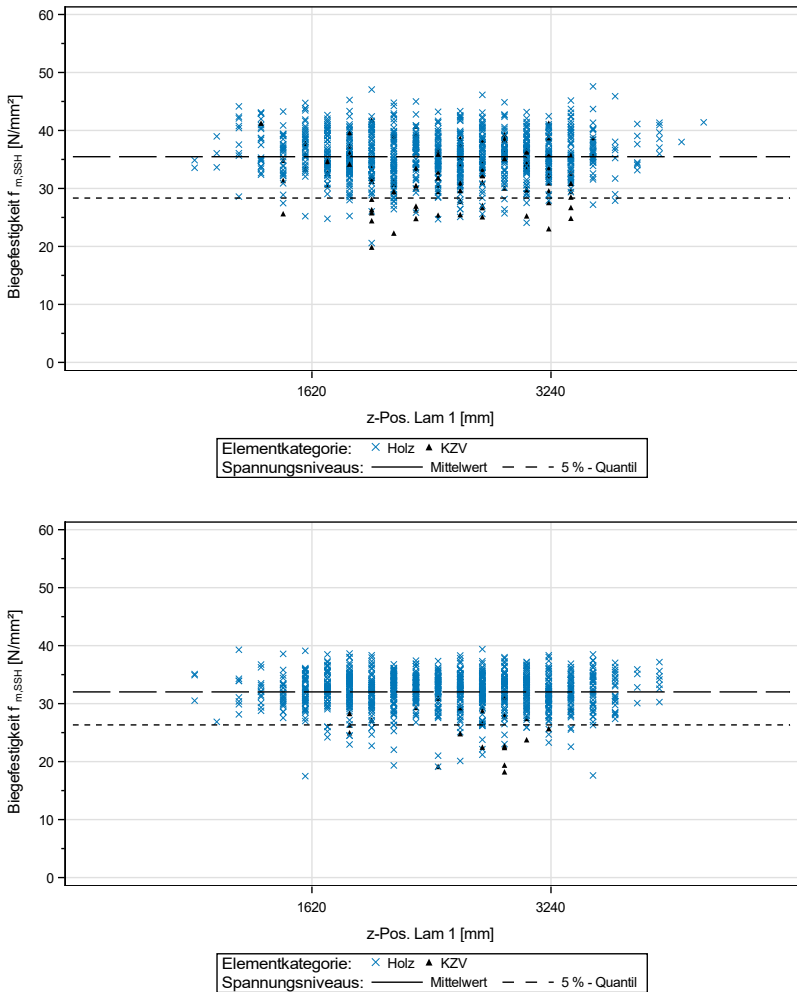 60
50
40
30
20
10
0
Biegefestigkeit f m,SSH [N/mm²]
1620 3240
z-Pos. Lam 1 [mm]
Elementkategorie: Holz KZV
Spannungsniveaus: Mittelwert 5 % - Quantil
60
50
40
30
20
10
0
Biegefestigkeit f m,SSH [N/mm²]
1620 3240
z-Pos. Lam 1 [mm]
Elementkategorie: Holz KZV
Spannungsniveaus: Mittelwert 5 % - Quantil